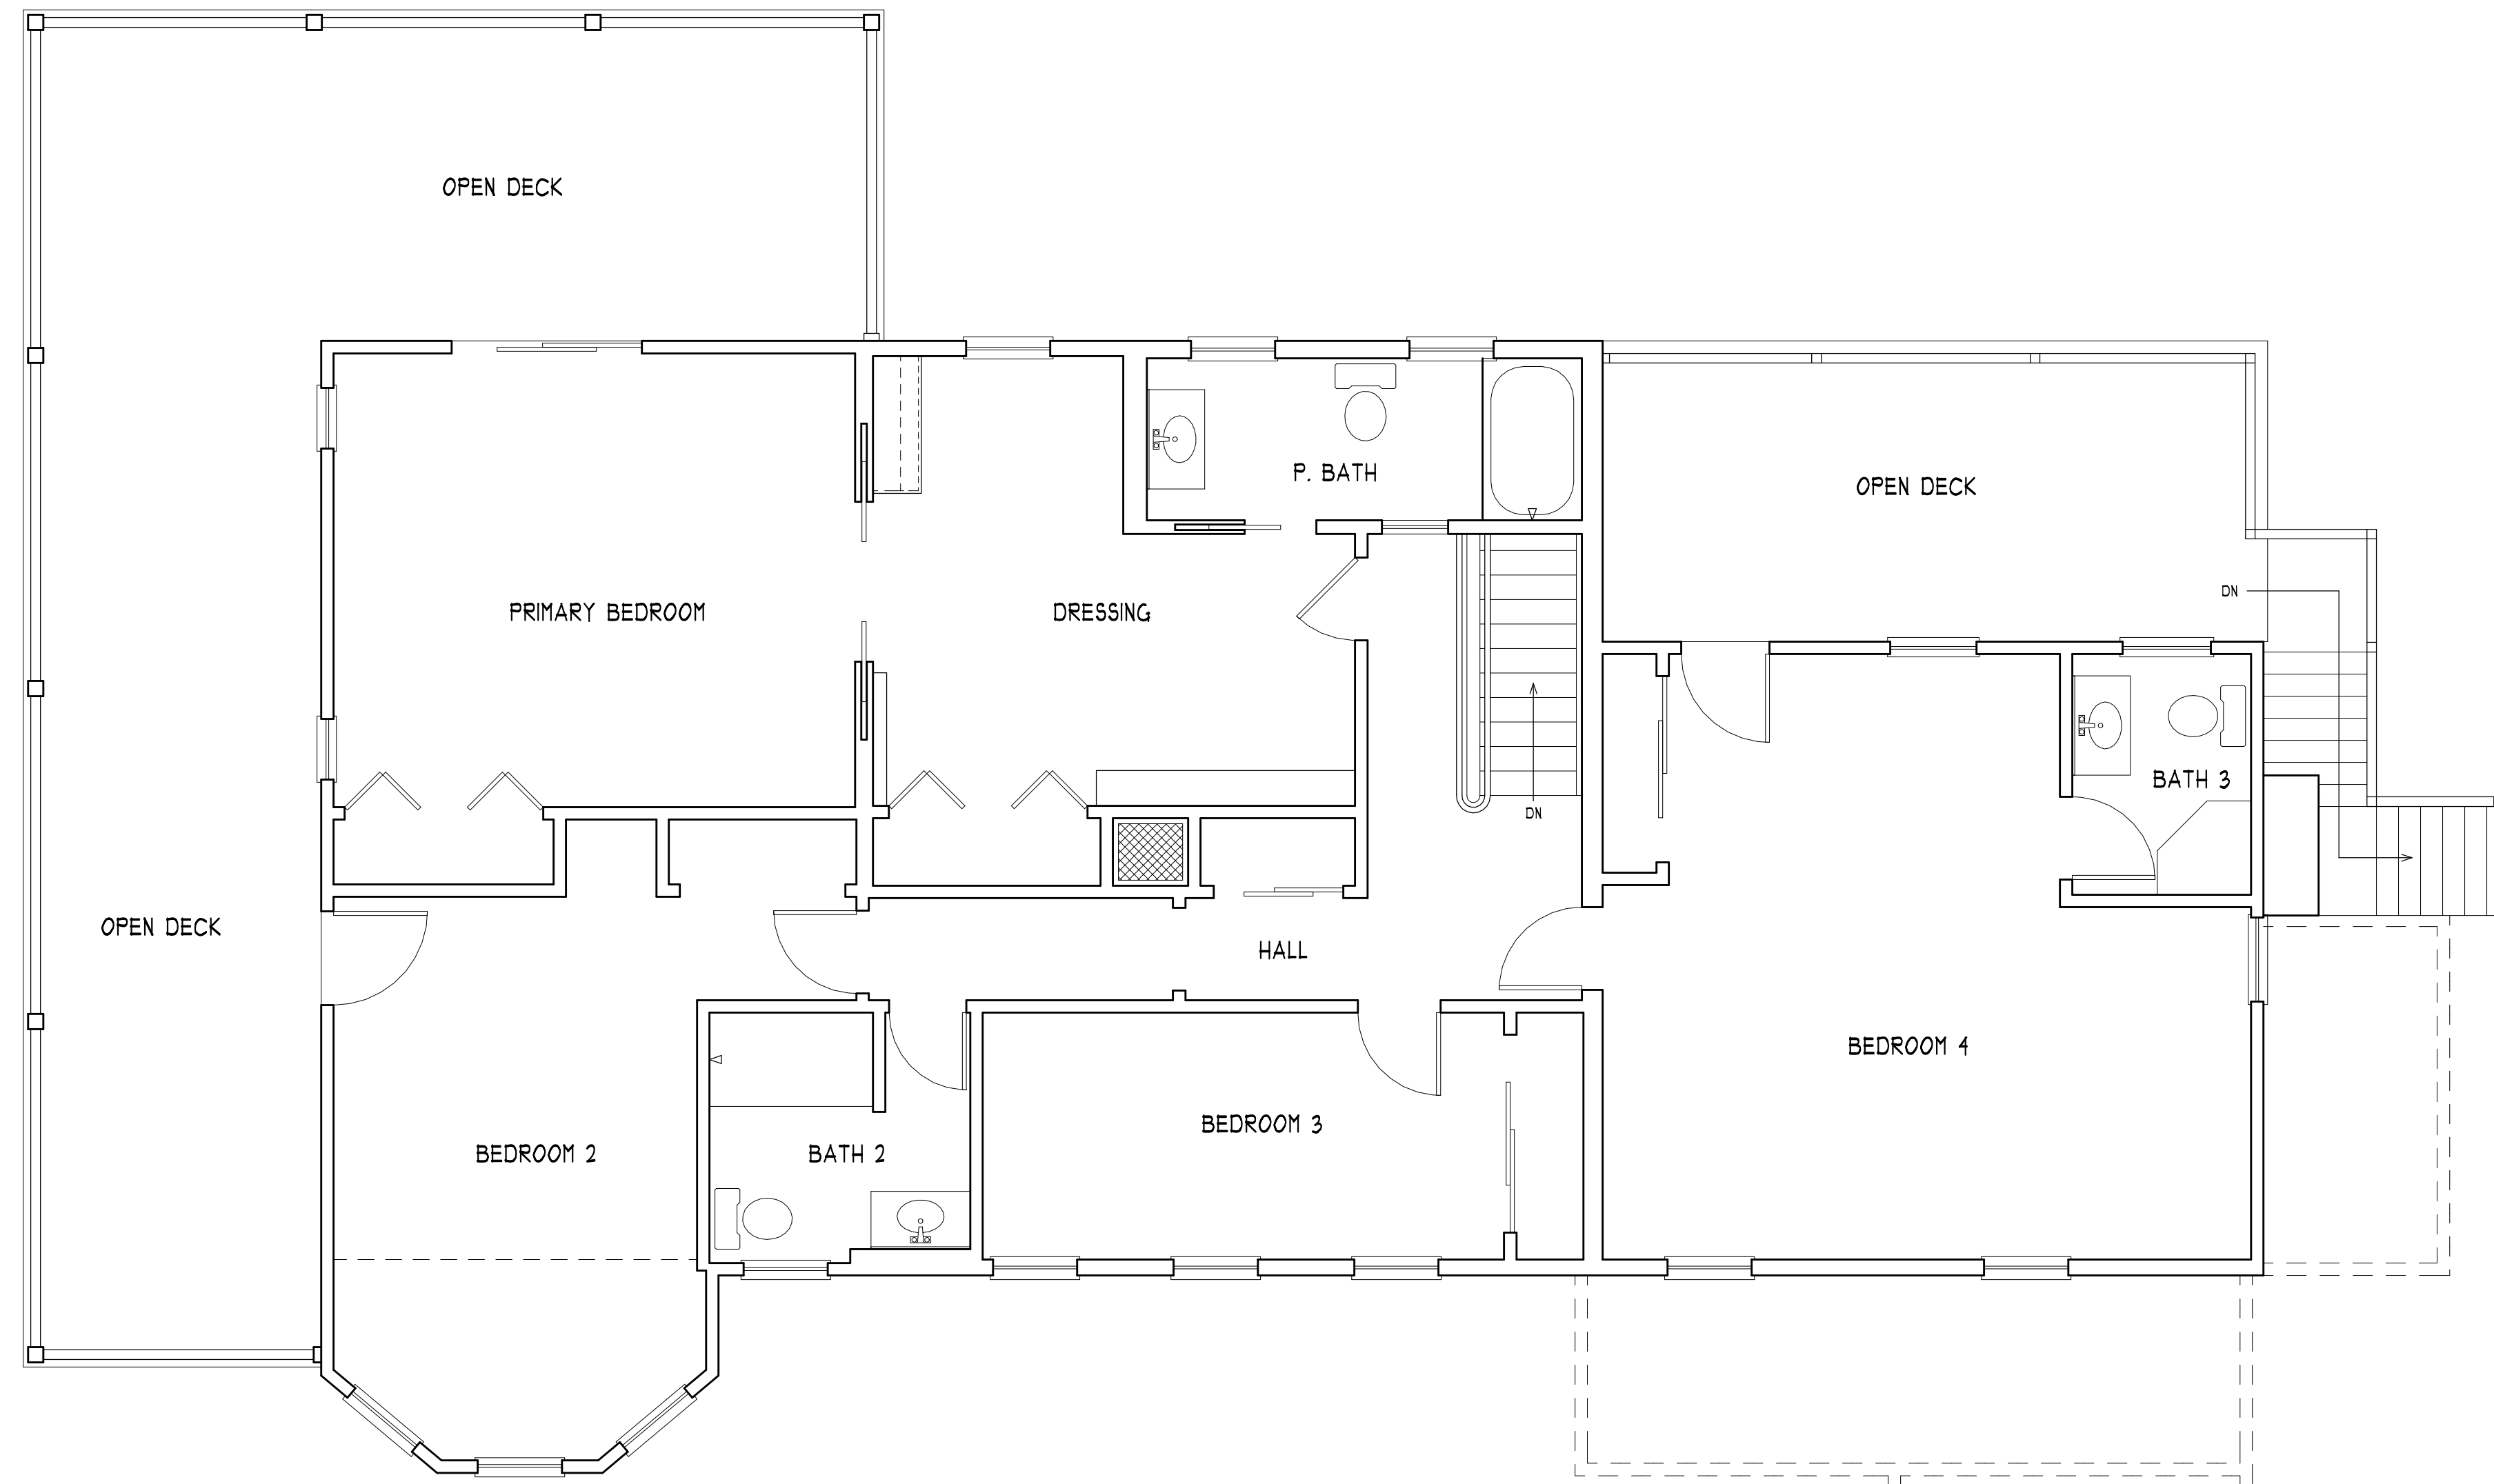 OPEN DECK
P. BATH
OPEN DECK
DN
PRIMARY BEDROOM
DRESSING
BATH 3
DN
OPEN DECK
HALL
BEDROOM 4
BEDROOM 3
BEDROOM 2
BATH 2